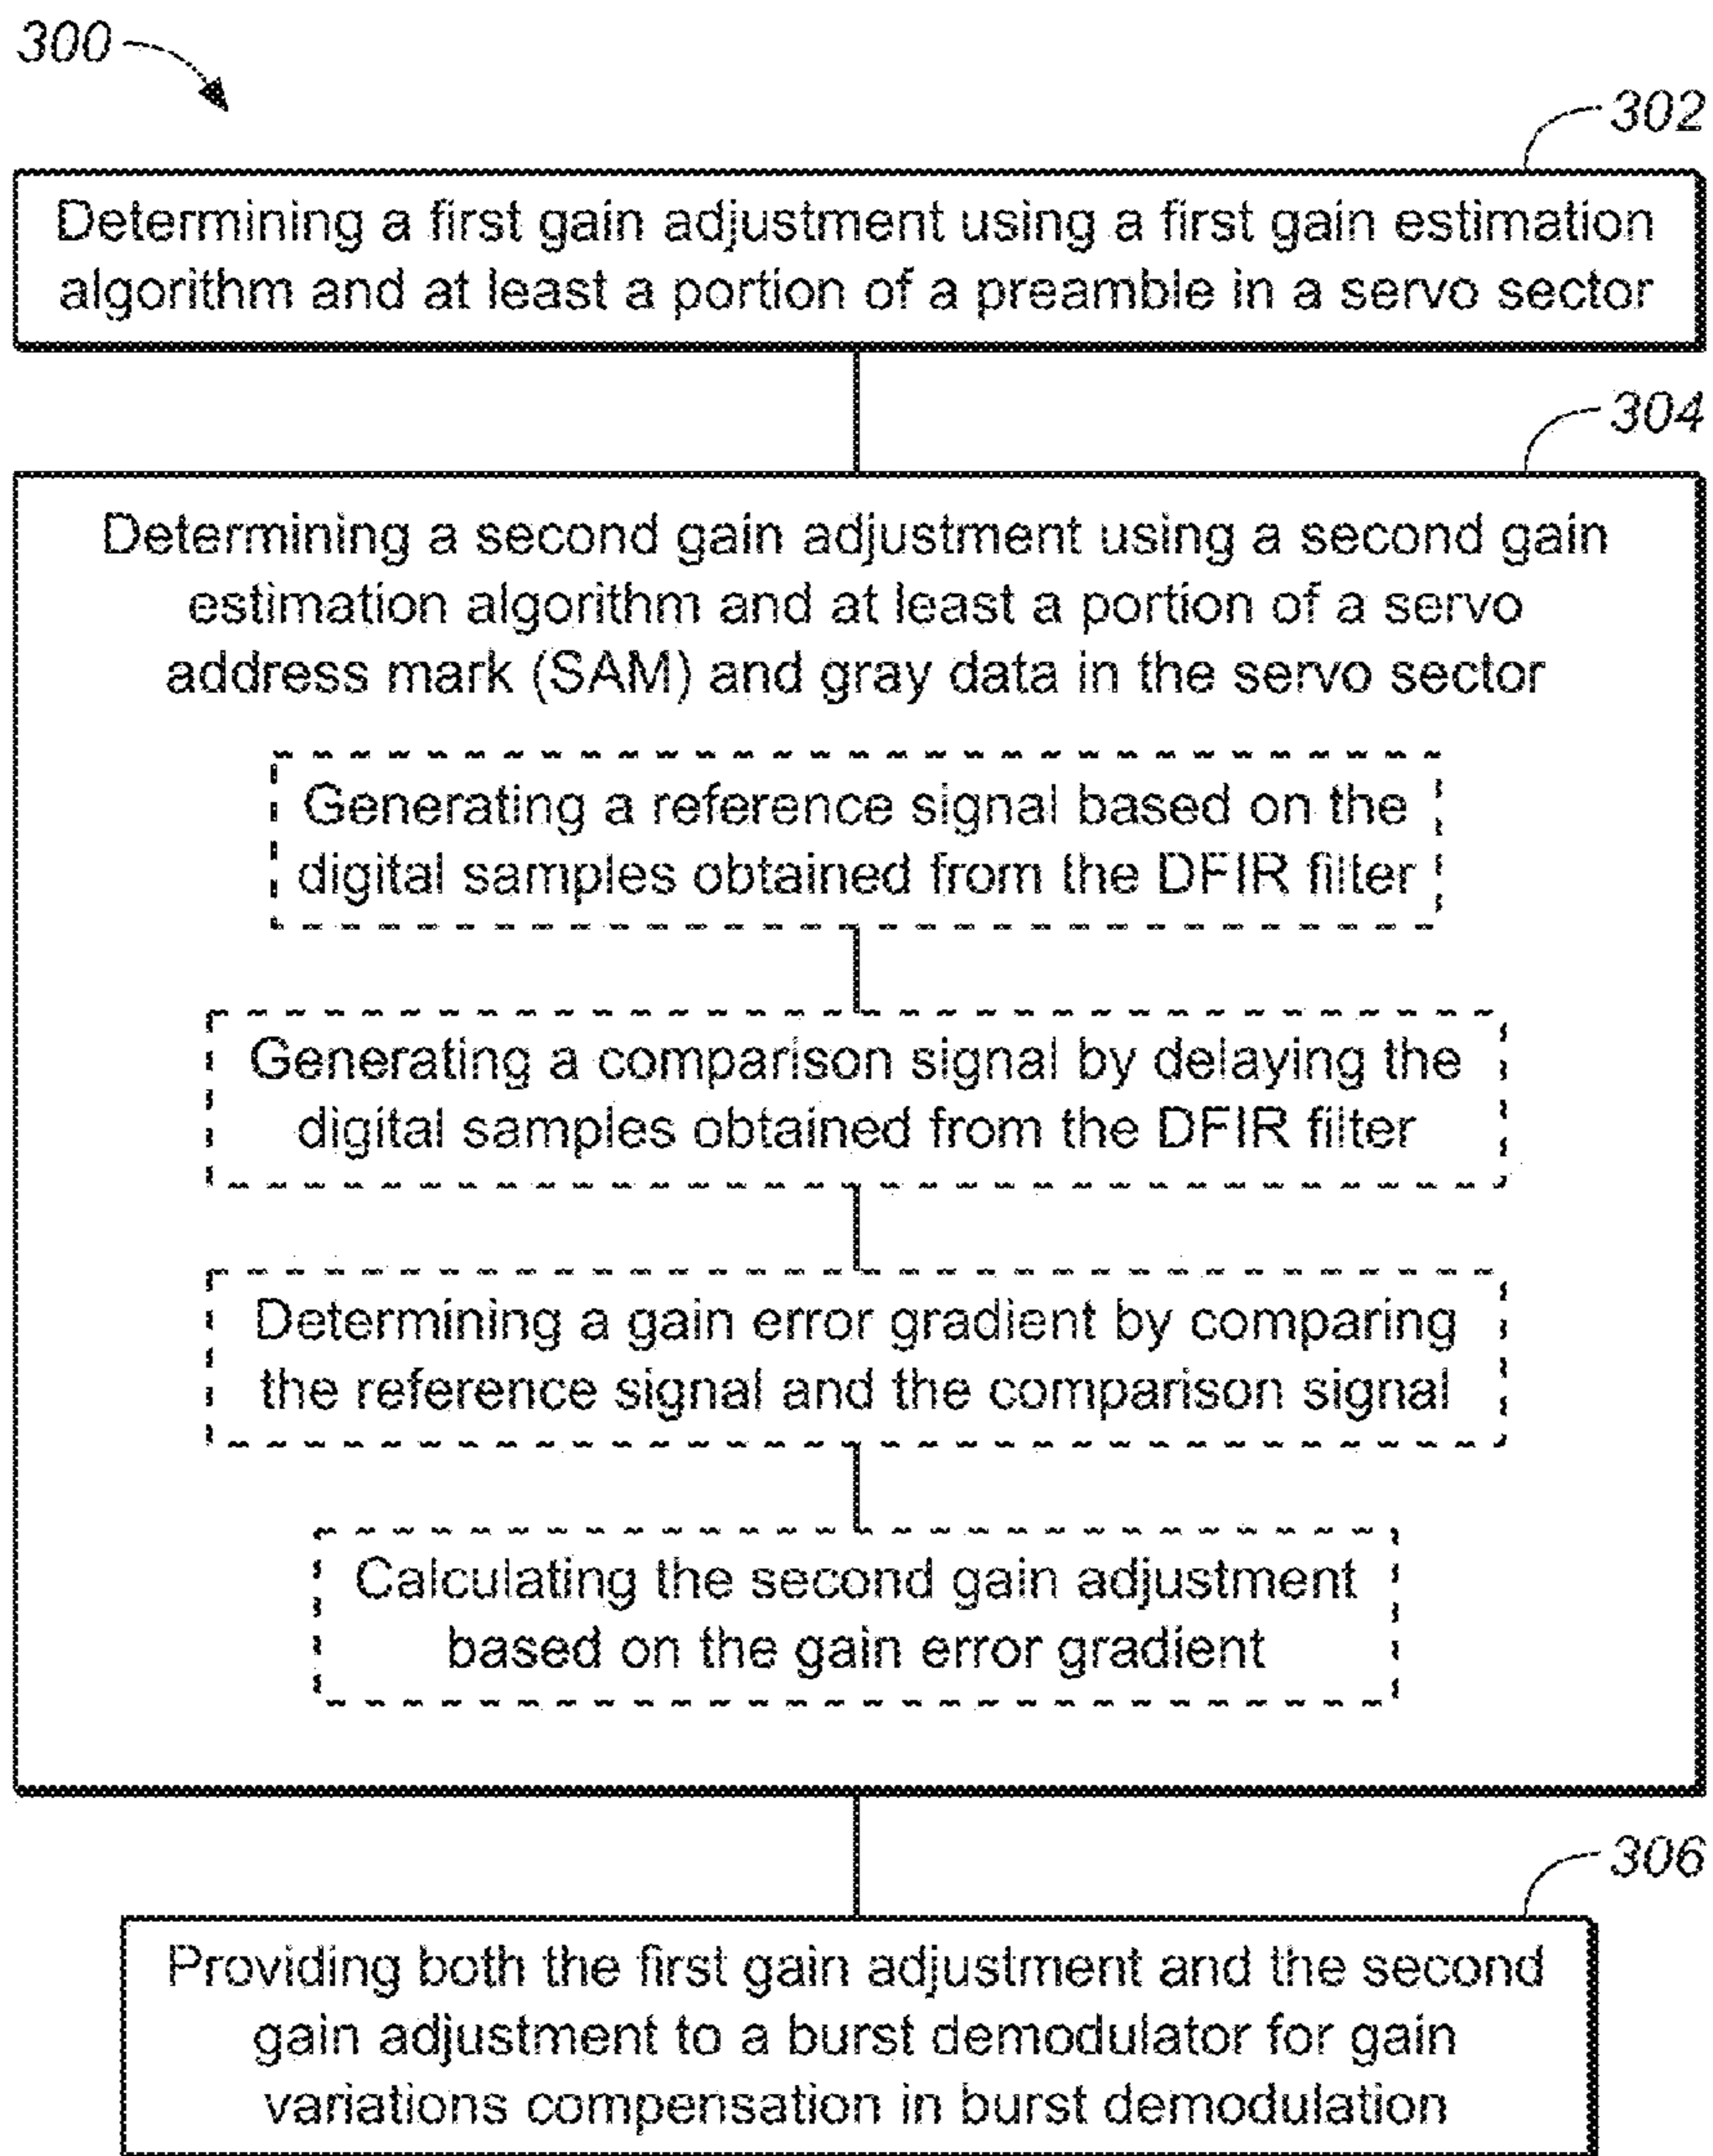 300
302
Determining a first gain adjustment using a first gain estimation
algorithm and at least a portion of a preamble in a servo sector
304
Determining a second gain adjustment using a second gain
estimation algorithm and at least a portion of a servo
address mark (SAM) and gray data in the servo sector
Generating a reference signal based on the
digital samples obtained from the DFIR filter
Generating a comparison signal by delaying the
digital samples obtained from the DFIR filter
Determining a gain error gradient by comparing
the reference signal and the comparison signal
Calculating the second gain adjustment
based on the gain error gradient
306
Providing both the first gain adjustment and the second
gain adjustment to a burst demodulator for gain
variations compensation in burst demodulation